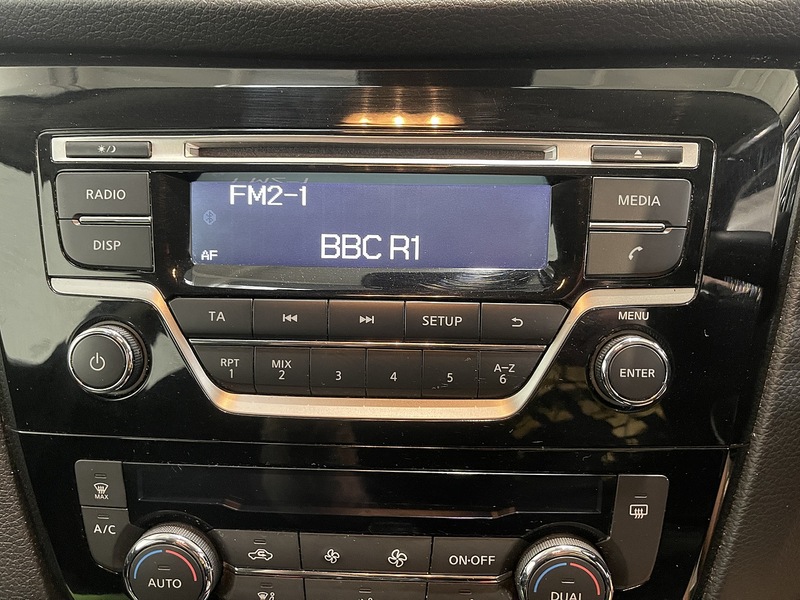 RADIO
DISP
FM2-1
AF
BBC R1
MEDIA
TA
SETUP
MENU
RPT
1
MIX
2
3
4
5
A-Z
6
ENTER
MAX
A/C
AUTO
ON·OFF
DUAL